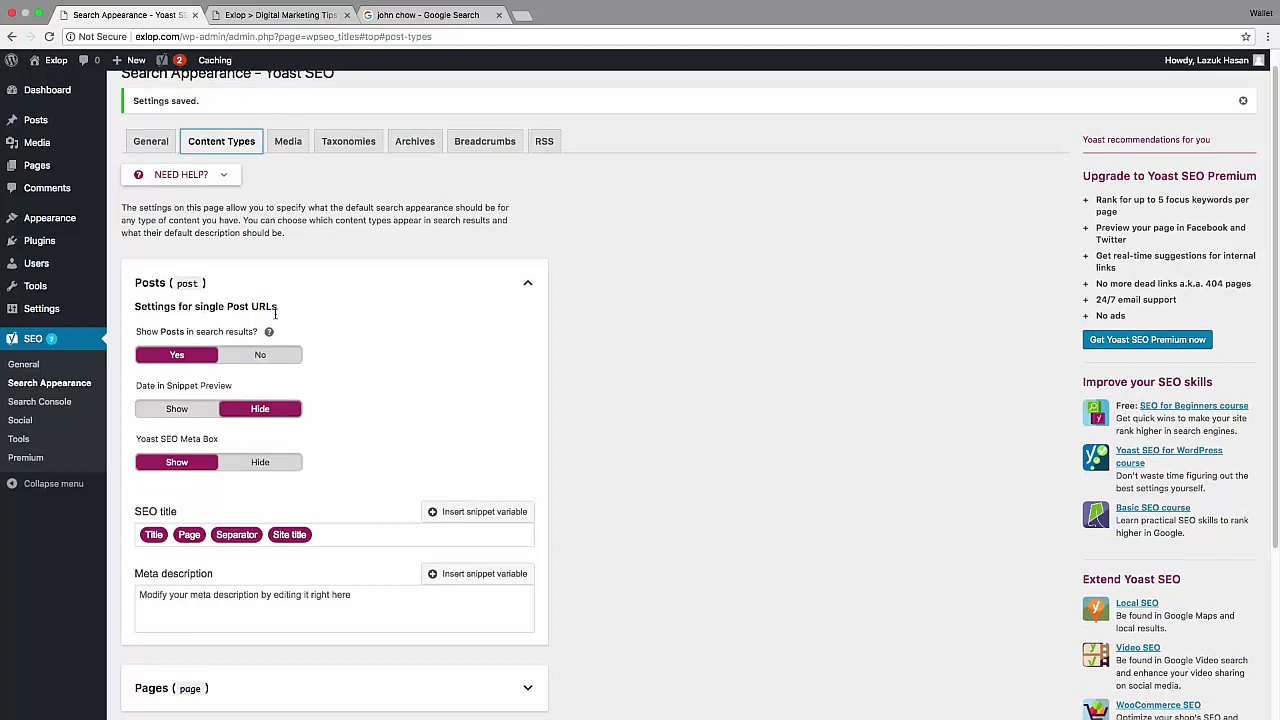 Search Appearance - Yoast SE
Exlop > Digital Marketing Tips
john chow - Google Search
Wallet
Not Secure exlop.com/wp-admin/admin.php?page=wpseo_titles#top#post-types
Exlop 0 New 2 Caching
Howdy, Lazuk Hasan
Dashboard
Posts
Media
Pages
Comments
Appearance
Plugins
Users
Tools
Settings
SEO ?
General
Search Appearance
Search Console
Social
Tools
Premium
Collapse menu
Search Appearance - Yoast SEO
Settings saved.
General
Content Types
Media
Taxonomies
Archives
Breadcrumbs
RSS
? NEED HELP?
The settings on this page allow you to specify what the default search appearance should be for
any type of content you have. You can choose which content types appear in search results and
what their default description should be.
Posts ( post )
Settings for single Post URLs
Show Posts in search results? ?
Yes No
Date in Snippet Preview
Show Hide
Yoast SEO Meta Box
Show Hide
SEO title
Insert snippet variable
Title Page Separator Site title
Meta description
Insert snippet variable
Modify your meta description by editing it right here
Pages ( page )
Yoast recommendations for you
Upgrade to Yoast SEO Premium
+ Rank for up to 5 focus keywords per
page
+ Preview your page in Facebook and
Twitter
+ Get real-time suggestions for internal
links
+ No more dead links a.k.a. 404 pages
+ 24/7 email support
+ No ads
Get Yoast SEO Premium now
Improve your SEO skills
Free: SEO for Beginners course
Get quick wins to make your site
rank higher in search engines.
Yoast SEO for WordPress
course
Don't waste time figuring out the
best settings yourself.
Basic SEO course
Learn practical SEO skills to rank
higher in Google.
Extend Yoast SEO
Local SEO
Be found in Google Maps and
local results.
Video SEO
Be found in Google Video search
and enhance your video sharing
on social media.
WooCommerce SEO
Optimize your shop's SEO and